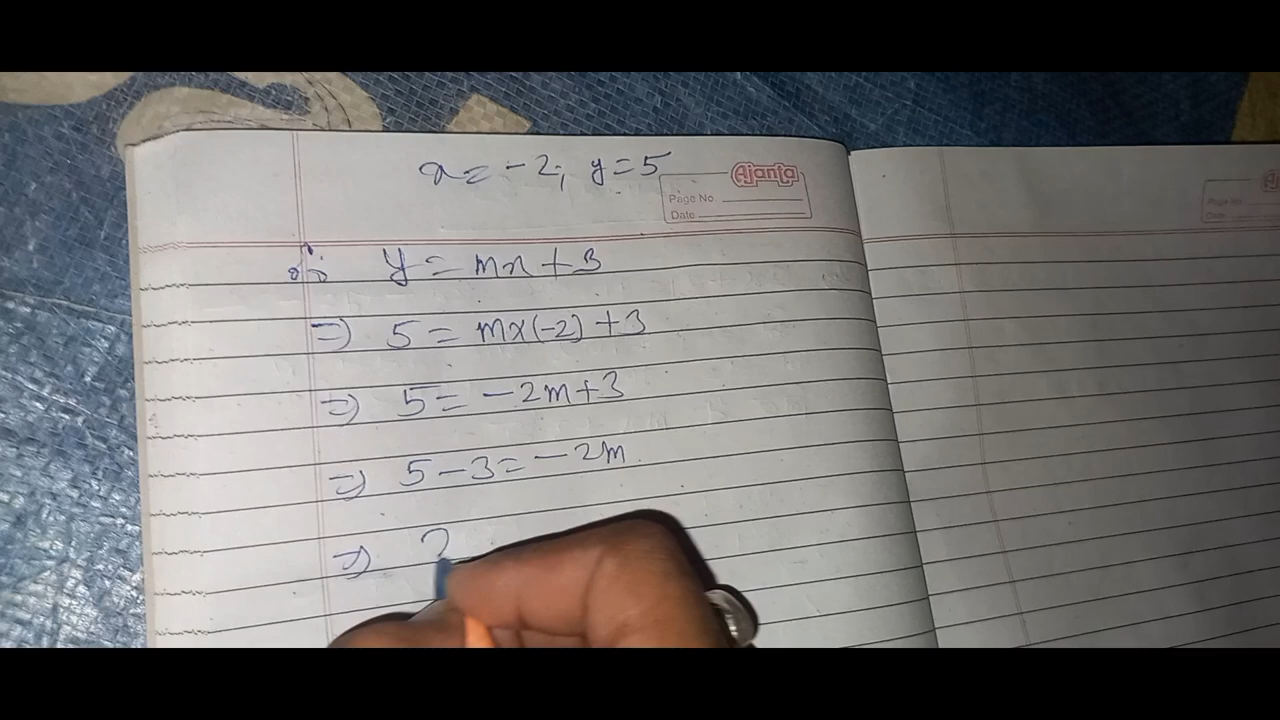 x = -2, y = 5
Ajanta
Page No.
Date
∴ y = mx + 3
⇒ 5 = m×(-2) + 3
⇒ 5 = -2m + 3
⇒ 5 - 3 = -2m
⇒ 2